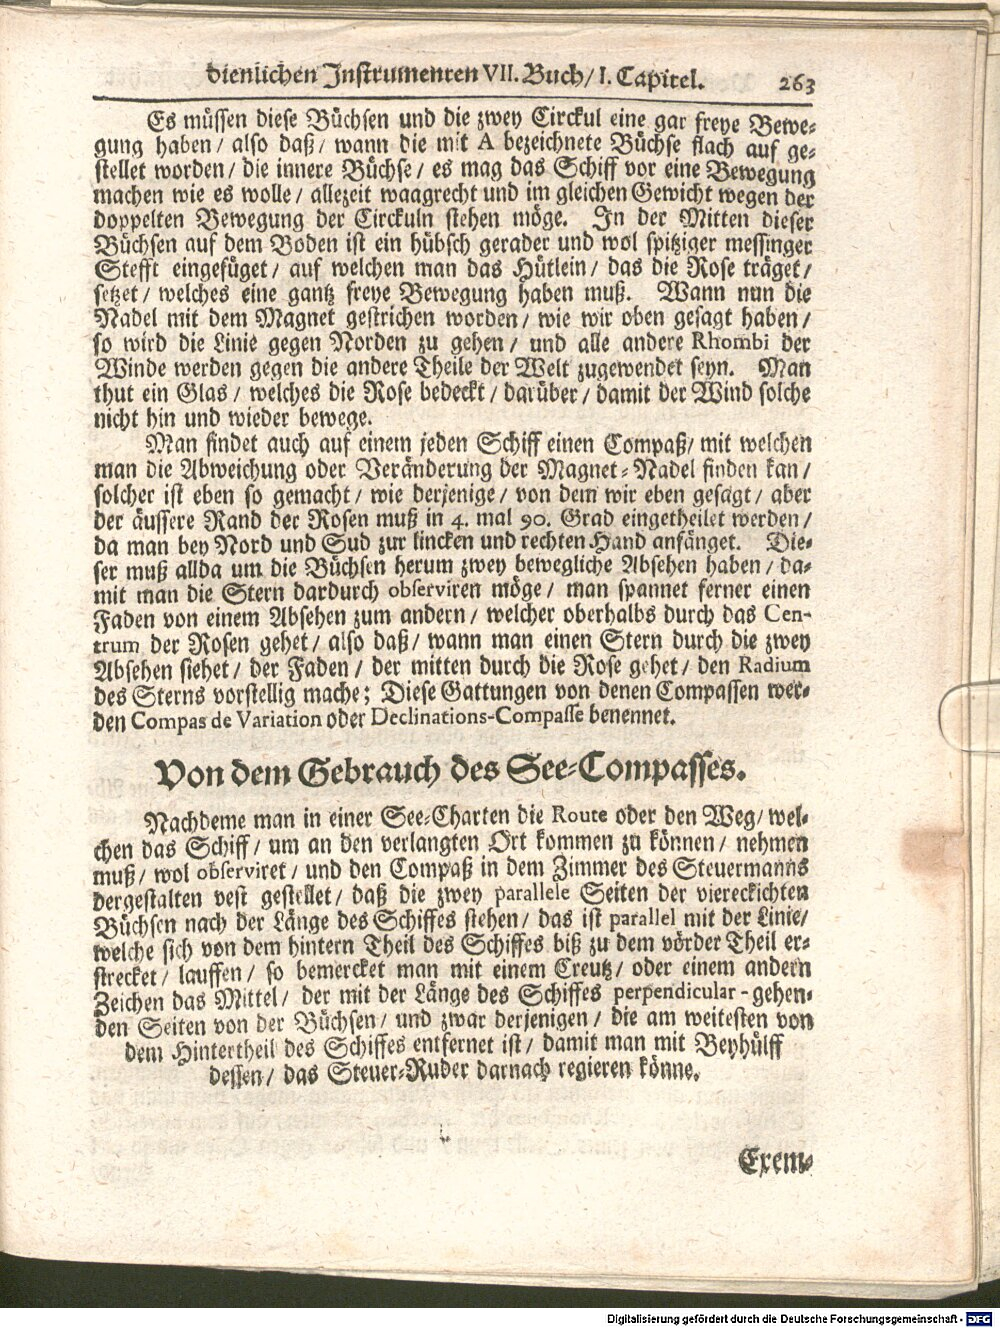 dienlichen Instrumenten VII. Buch/ I. Capitel. 263
Es müssen diese Büchsen und die zwey Circkul eine gar freye Bewe-
gung haben/ also daß/ wann die mit A bezeichnete Büchse flach auf ge-
stellet worden/ die innere Büchse/ es mag das Schiff vor eine Bewegung
machen wie es wolle/ allezeit waagrecht und im gleichen Gewicht wegen der
doppelten Bewegung der Circkuln stehen möge. In der Mitten dieser
Büchsen auf dem Boden ist ein hübsch gerader und wol spitziger messinger
Stefft eingefüget/ auf welchen man das Hütlein/ das die Rose träget/
setzet/ welches eine gantz freye Bewegung haben muß. Wann nun die
Nadel mit dem Magnet gestrichen worden/ wie wir oben gesagt haben/
so wird die Linie gegen Norden zu gehen/ und alle andere Rhombi der
Winde werden gegen die andere Theile der Welt zugewendet seyn. Man
thut ein Glas/ welches die Rose bedeckt/ darüber/ damit der Wind solche
nicht hin und wieder bewege.
Man findet auch auf einem jeden Schiff einen Compaß/ mit welchen
man die Abweichung oder Veränderung der Magnet-Nadel finden kan/
solcher ist eben so gemacht/ wie derjenige/ von dem wir eben gesagt/ aber
der äussere Rand der Rosen muß in 4. mal 90. Grad eingetheilet werden/
da man bey Nord und Sud zur lincken und rechten Hand anfänget. Die-
ser muß allda um die Büchsen herum zwey bewegliche Absehen haben/ da-
mit man die Stern dardurch observiren möge/ man spannet ferner einen
Faden von einem Absehen zum andern/ welcher oberhalbs durch das Cen-
trum der Rosen gehet/ also daß/ wann man einen Stern durch die zwey
Absehen siehet/ der Faden/ der mitten durch die Rose gehet/ den Radium
des Sterns vorstellig mache; Diese Gattungen von denen Compassen wer-
den Compas de Variation oder Declinations-Compasse benennet.
Von dem Gebrauch des See-Compasses.
Nachdeme man in einer See-Charten die Route oder den Weg/ wel-
chen das Schiff/ um an den verlangten Ort kommen zu können/ nehmen
muß/ wol observiret/ und den Compaß in dem Zimmer des Steuermanns
dergestalten vest gestellet/ daß die zwey parallele Seiten der viereckichten
Büchsen nach der Länge des Schiffes stehen/ das ist parallel mit der Linie/
welche sich von dem hintern Theil des Schiffes biß zu dem vörder Theil er-
strecket/ lauffen/ so bemercket man mit einem Creutz/ oder einem andern
Zeichen das Mittel/ der mit der Länge des Schiffes perpendicular-gehen-
den Seiten von der Büchsen/ und zwar derjenigen/ die am weitesten von
dem Hintertheil des Schiffes entfernet ist/ damit man mit Beyhülff
dessen/ das Steuer-Ruder darnach regieren könne.
Exem-
Digitalisierung gefördert durch die Deutsche Forschungsgemeinschaft - DFG